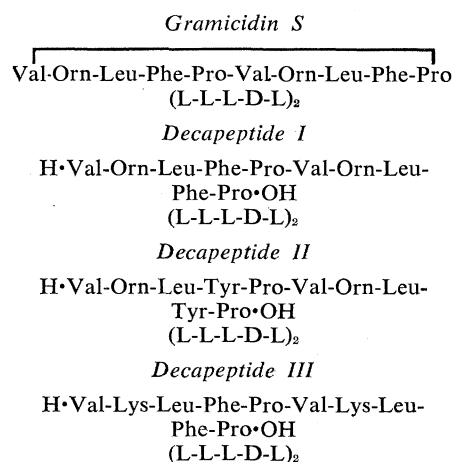 Gramicidin S
Val·Orn-Leu-Phe-Pro-Val-Orn-Leu-Phe-Pro
(L-L-L-D-L)₂
Decapeptide I
H•Val-Orn-Leu-Phe-Pro-Val-Orn-Leu-
Phe-Pro•OH
(L-L-L-D-L)₂
Decapeptide II
H•Val-Orn-Leu-Tyr-Pro-Val-Orn-Leu-
Tyr-Pro•OH
(L-L-L-D-L)₂
Decapeptide III
H•Val-Lys-Leu-Phe-Pro-Val-Lys-Leu-
Phe-Pro•OH
(L-L-L-D-L)₂